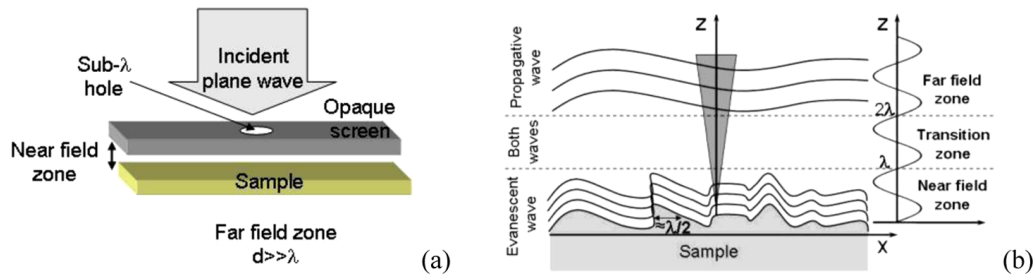 Incident
plane wave
Sub-λ
hole
Opaque
screen
Near field
zone
Sample
Far field zone
d>>λ
(a)
Propagative
wave
Both
waves
Evanescent
wave
Z
≈λ/2
Sample
X
Z
2λ
λ
Far field
zone
Transition
zone
Near field
zone
(b)